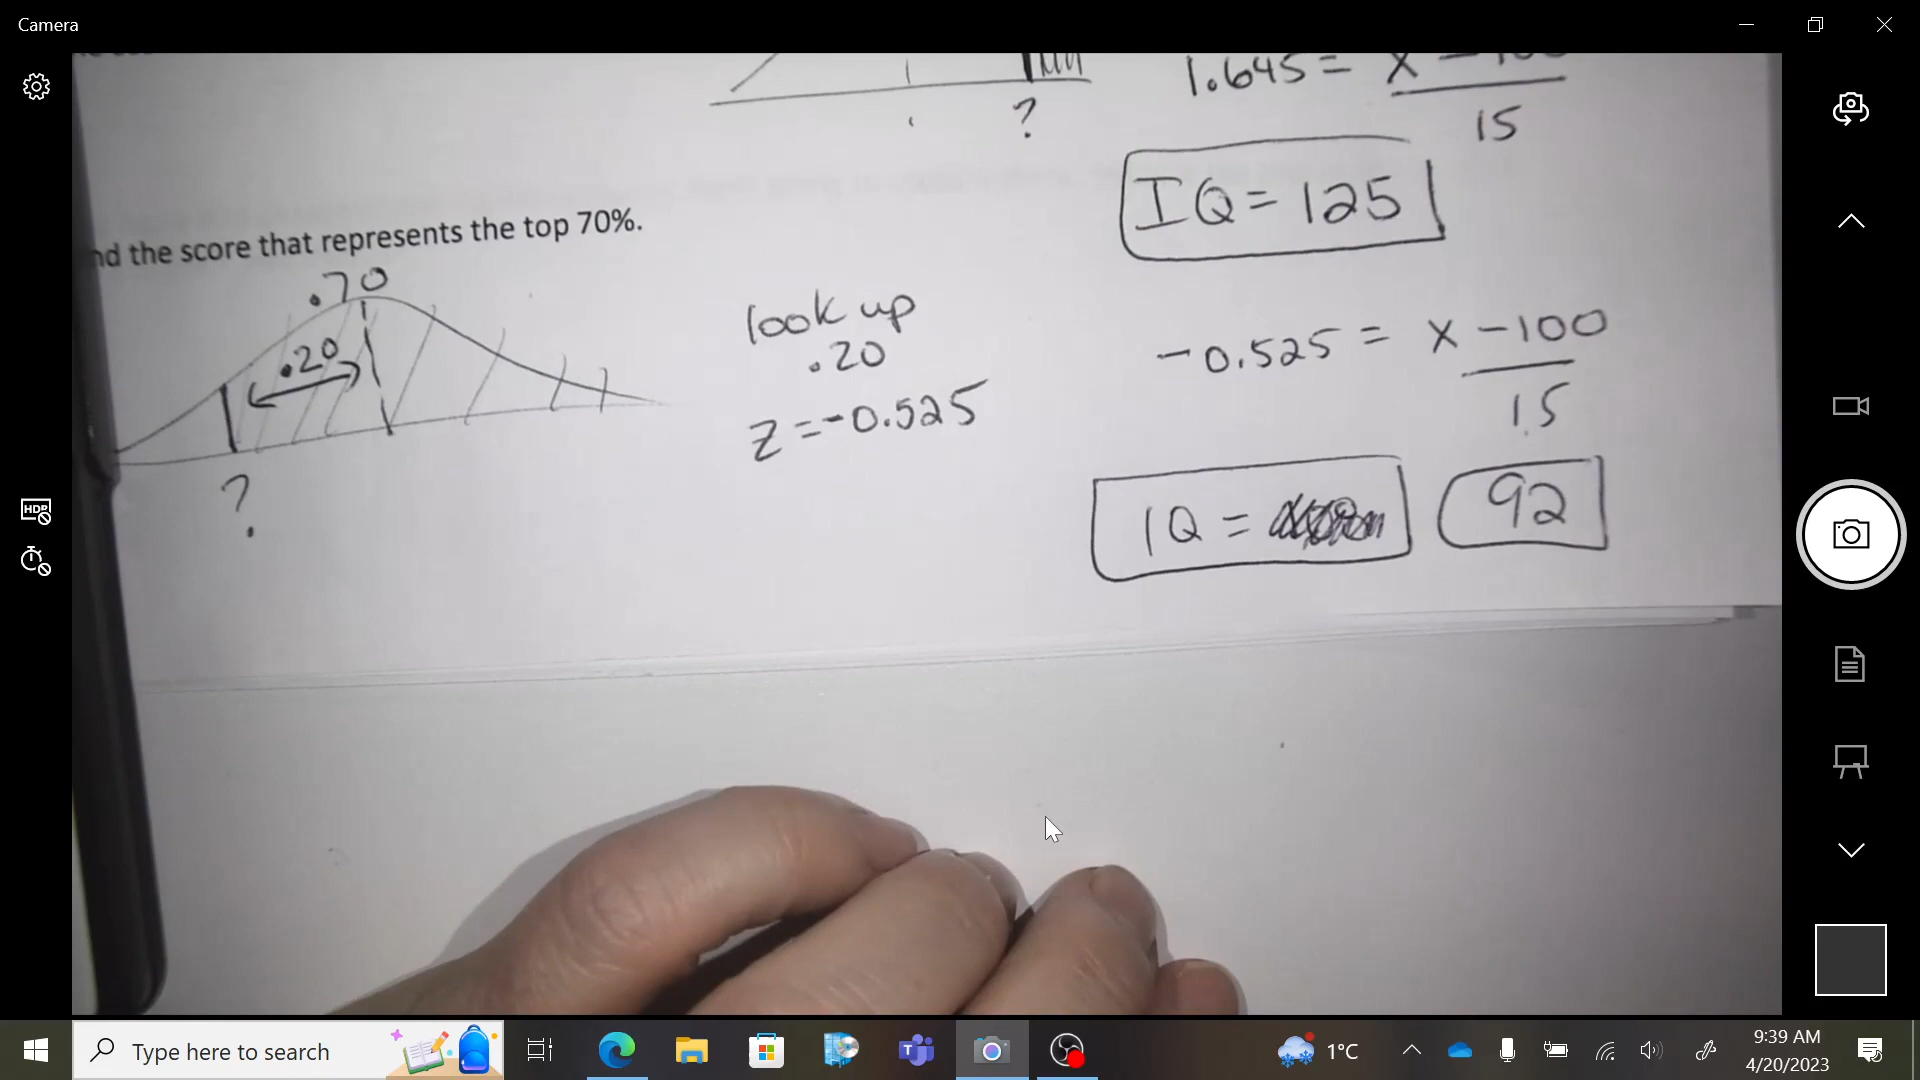 Camera
1.645 = x - 100
15
?
IQ = 125
nd the score that represents the top 70%.
.70
.20
?
look up
.20
z = -0.525
-0.525 = x - 100
15
IQ =
92
HDR
Type here to search
1°C
9:39 AM
4/20/2023